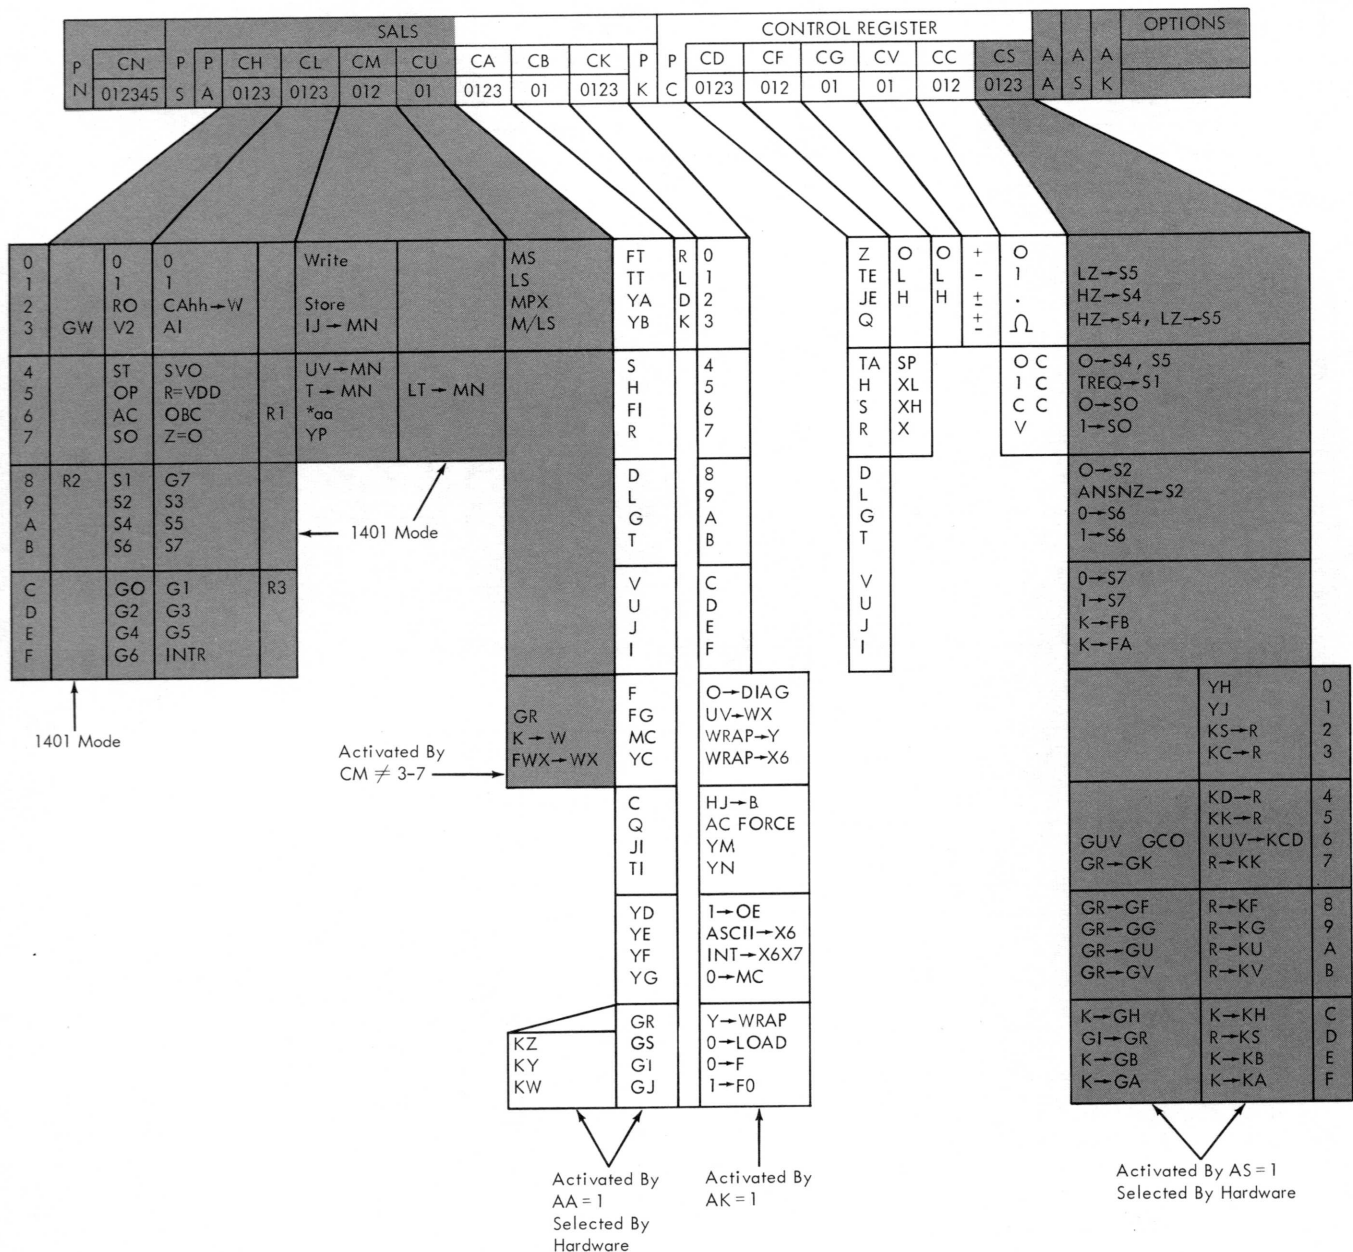 SALS CONTROL REGISTER OPTIONS
P N CN P S P A CH CL CM CU CA CB CK P K P C CD CF CG CV CC CS A A A S A K
012345 0123 0123 012 01 0123 01 0123 0123 012 01 01 012 0123
0 0 0 Write MS FT R 0 Z O O + O
1 1 1 LS TT L 1 TE L L - 1 LZ→S5
2 RO CAhh→W Store MPX YA D 2 JE H H ± . HZ→S4
3 GW V2 AI IJ→MN M/LS YB K 3 Q ± Ω HZ→S4, LZ→S5
4 ST SVO UV→MN S 4 TA SP O C O→S4, S5
5 OP R=VDD T→MN LT→MN H 5 H XL 1 C TREQ→S1
6 AC OBC R1 *aa FI 6 S XH C C O→SO
7 SO Z=O YP R 7 R X V 1→SO
8 R2 S1 G7 D 8 D O→S2
9 S2 S3 L 9 L ANSNZ→S2
A S4 S5 G A G 0→S6
B S6 S7 T B T 1→S6
1401 Mode
C GO G1 R3 V C V 0→S7
D G2 G3 U D U 1→S7
E G4 G5 J E J K→FB
F G6 INTR I F I K→FA
1401 Mode
F O→DIAG YH 0
GR FG UV→WX YJ 1
K→W MC WRAP→Y KS→R 2
FWX→WX YC WRAP→X6 KC→R 3
Activated By
CM ≠ 3-7
C HJ→B KD→R 4
Q AC FORCE KK→R 5
JI YM GUV GCO KUV→KCD 6
TI YN GR→GK R→KK 7
YD 1→OE GR→GF R→KF 8
YE ASCII→X6 GR→GG R→KG 9
YF INT→X6X7 GR→GU R→KU A
YG 0→MC GR→GV R→KV B
GR Y→WRAP K→GH K→KH C
KZ GS 0→LOAD GI→GR R→KS D
KY GI 0→F K→GB K→KB E
KW GJ 1→F0 K→GA K→KA F
Activated By
AA = 1
Selected By
Hardware
Activated By
AK = 1
Activated By AS = 1
Selected By Hardware